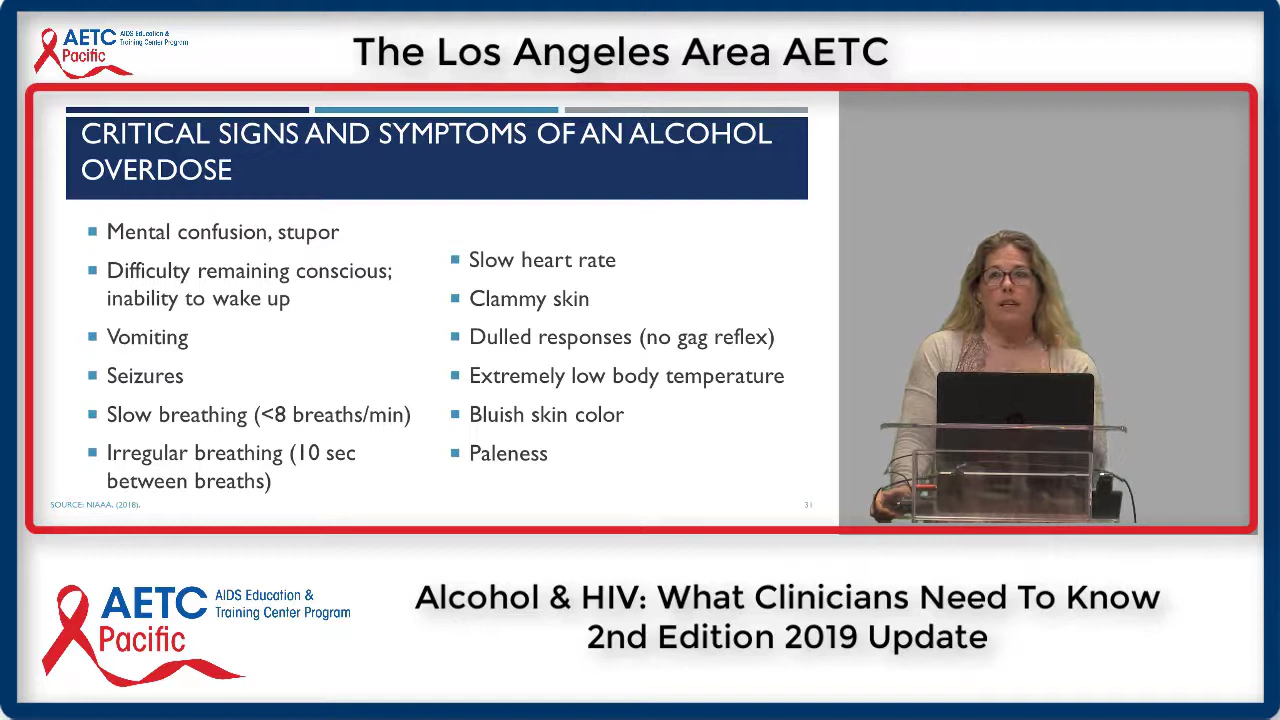 AETC AIDS Education &
Training Center Program
Pacific
The Los Angeles Area AETC
CRITICAL SIGNS AND SYMPTOMS OF AN ALCOHOL
OVERDOSE
Mental confusion, stupor
Difficulty remaining conscious;
inability to wake up
Vomiting
Seizures
Slow breathing (<8 breaths/min)
Irregular breathing (10 sec
between breaths)
Slow heart rate
Clammy skin
Dulled responses (no gag reflex)
Extremely low body temperature
Bluish skin color
Paleness
SOURCE: NIAAA. (2018).
31
AETC AIDS Education &
Training Center Program
Pacific
Alcohol & HIV: What Clinicians Need To Know
2nd Edition 2019 Update